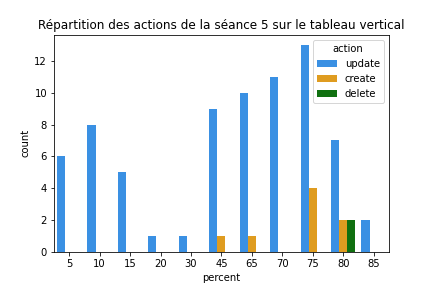 Répartition des actions de la séance 5 sur le tableau vertical
action
update
create
delete
12
10
8
6
4
2
0
count
5 10 15 20 30 45 65 70 75 80 85
percent